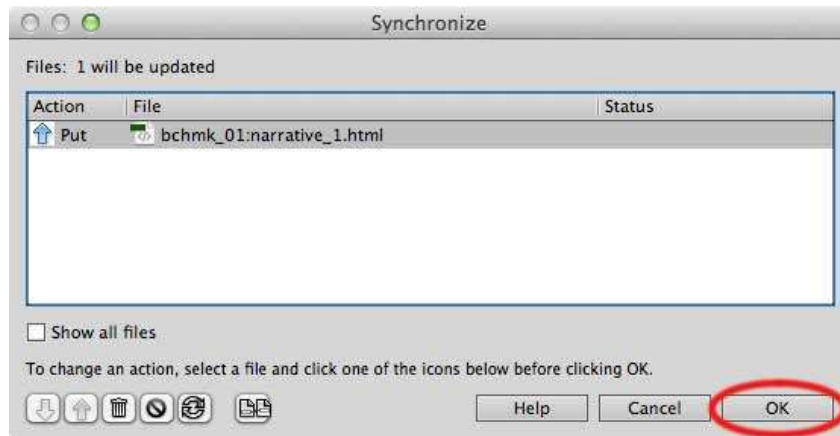 Synchronize
Files: 1 will be updated
Action File Status
Put bchmk_01:narrative_1.html
Show all files
To change an action, select a file and click one of the icons below before clicking OK.
Help Cancel OK